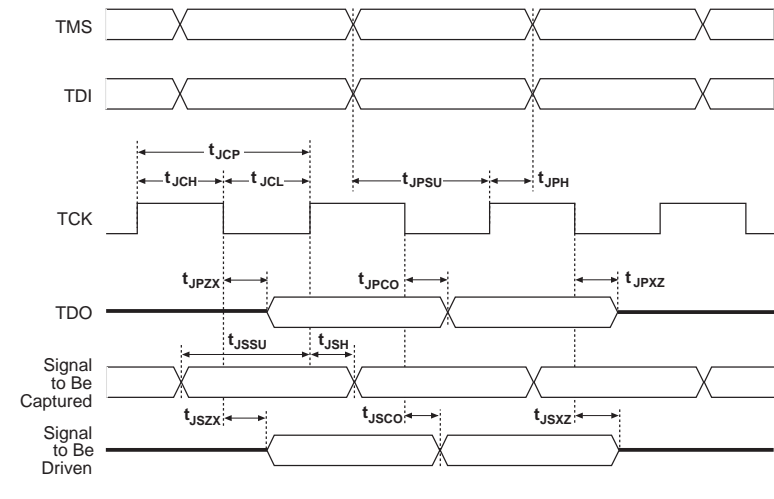 TMS
TDI
tJCP
tJCH
tJCL
tJPSU
tJPH
TCK
tJPZX
tJPCO
tJPXZ
TDO
tJSSU
tJSH
Signal
to Be
Captured
tJSZX
tJSCO
tJSXZ
Signal
to Be
Driven